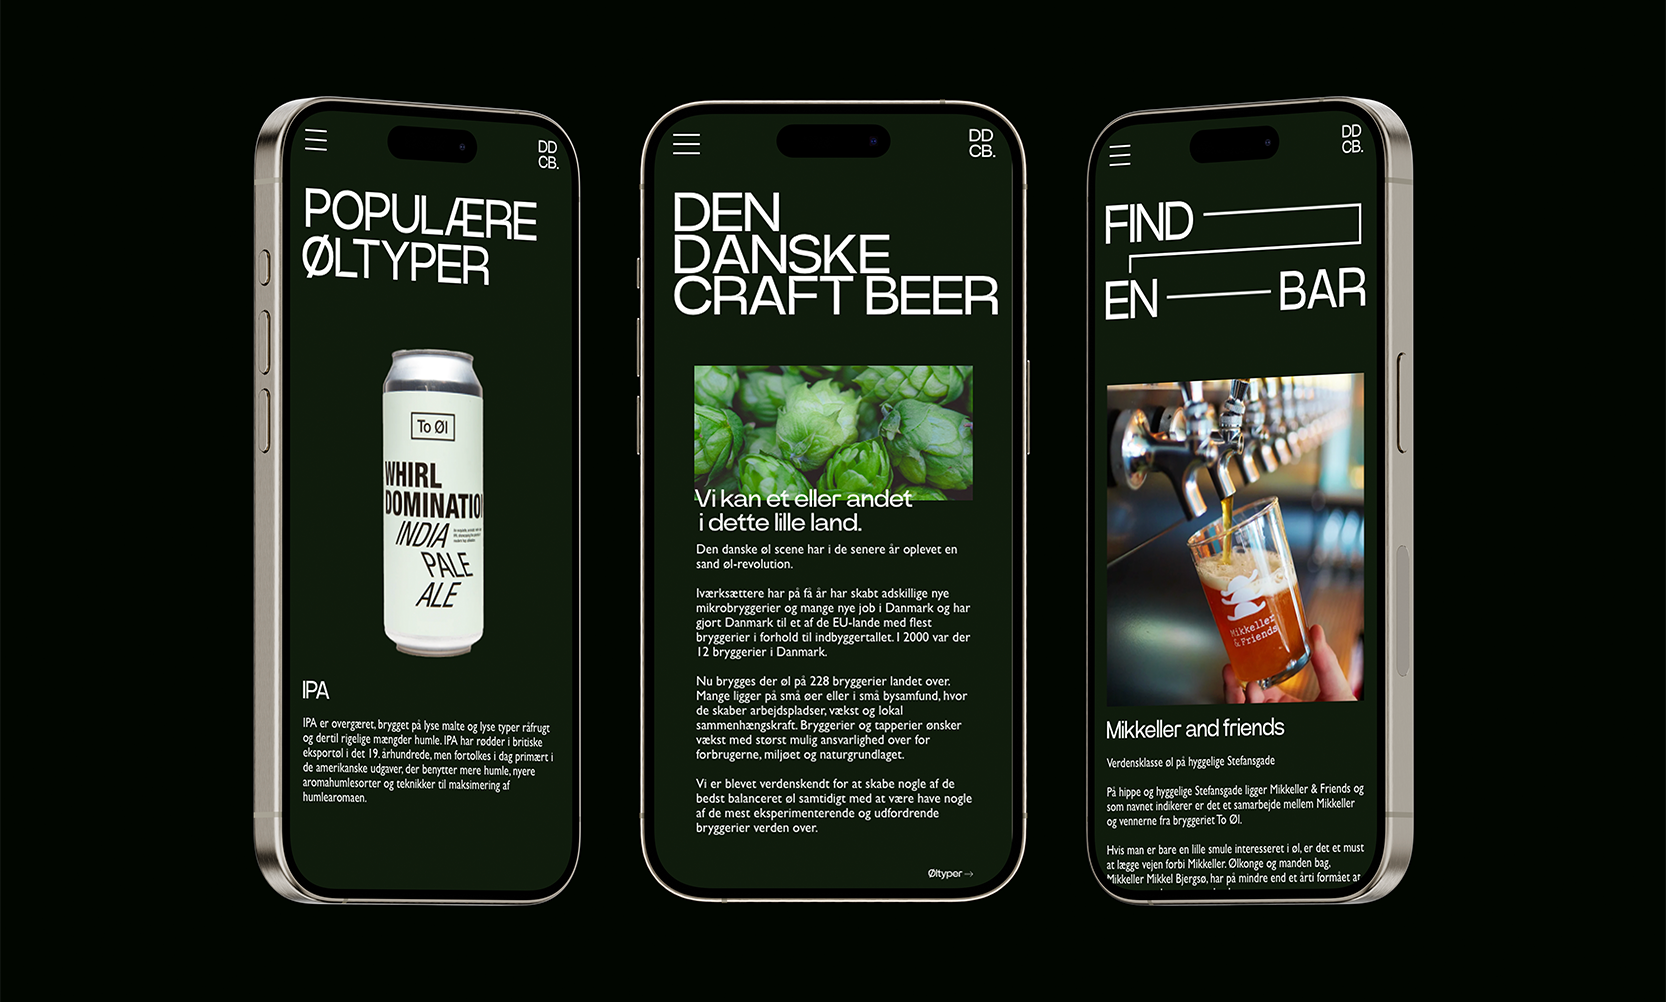 DD
CB.
POPULÆRE
ØLTYPER
To Øl
WHIRL
DOMINATION
INDIA
PALE
ALE
IPA
IPA er overgæret, brygget på lyse malte og lyse typer råfrugt
og dertil rigelige mængder humle. IPA har rødder i britiske
eksportøl i det 19. århundrede, men fortolkes i dag primært i
de amerikanske udgaver, der benytter mere humle, nyere
aromahumlesorter og teknikker til maksimering af
humlearomaen.
DD
CB.
DEN
DANSKE
CRAFT BEER
Vi kan et eller andet
i dette lille land.
Den danske øl scene har i de senere år oplevet en
sand øl-revolution.
Iværksættere har på få år har skabt adskillige nye
mikrobryggerier og mange nye job i Danmark og har
gjort Danmark til et af de EU-lande med flest
bryggerier i forhold til indbyggertallet. I 2000 var der
12 bryggerier i Danmark.
Nu brygges der øl på 228 bryggerier landet over.
Mange ligger på små øer eller i små bysamfund, hvor
de skaber arbejdspladser, vækst og lokal
sammenhængskraft. Bryggerier og tapperier ønsker
vækst med størst mulig ansvarlighed over for
forbrugerne, miljøet og naturgrundlaget.
Vi er blevet verdenskendt for at skabe nogle af de
bedst balanceret øl samtidigt med at være have nogle
af de mest eksperimenterende og udfordrende
bryggerier verden over.
Øltyper →
DD
CB.
FIND
EN BAR
Mikkeller
& Friends
Mikkeller and friends
Verdensklasse øl på hyggelige Stefansgade
På hippe og hyggelige Stefansgade ligger Mikkeller & Friends og
som navnet indikerer er det et samarbejde mellem Mikkeller
og vennerne fra bryggeriet To Øl.
Hvis man er bare en lille smule interesseret i øl, er det et must
at lægge vejen forbi Mikkeller. Ølkonge og manden bag,
Mikkeller Mikkel Bjergsø, har på mindre end et årti formået at